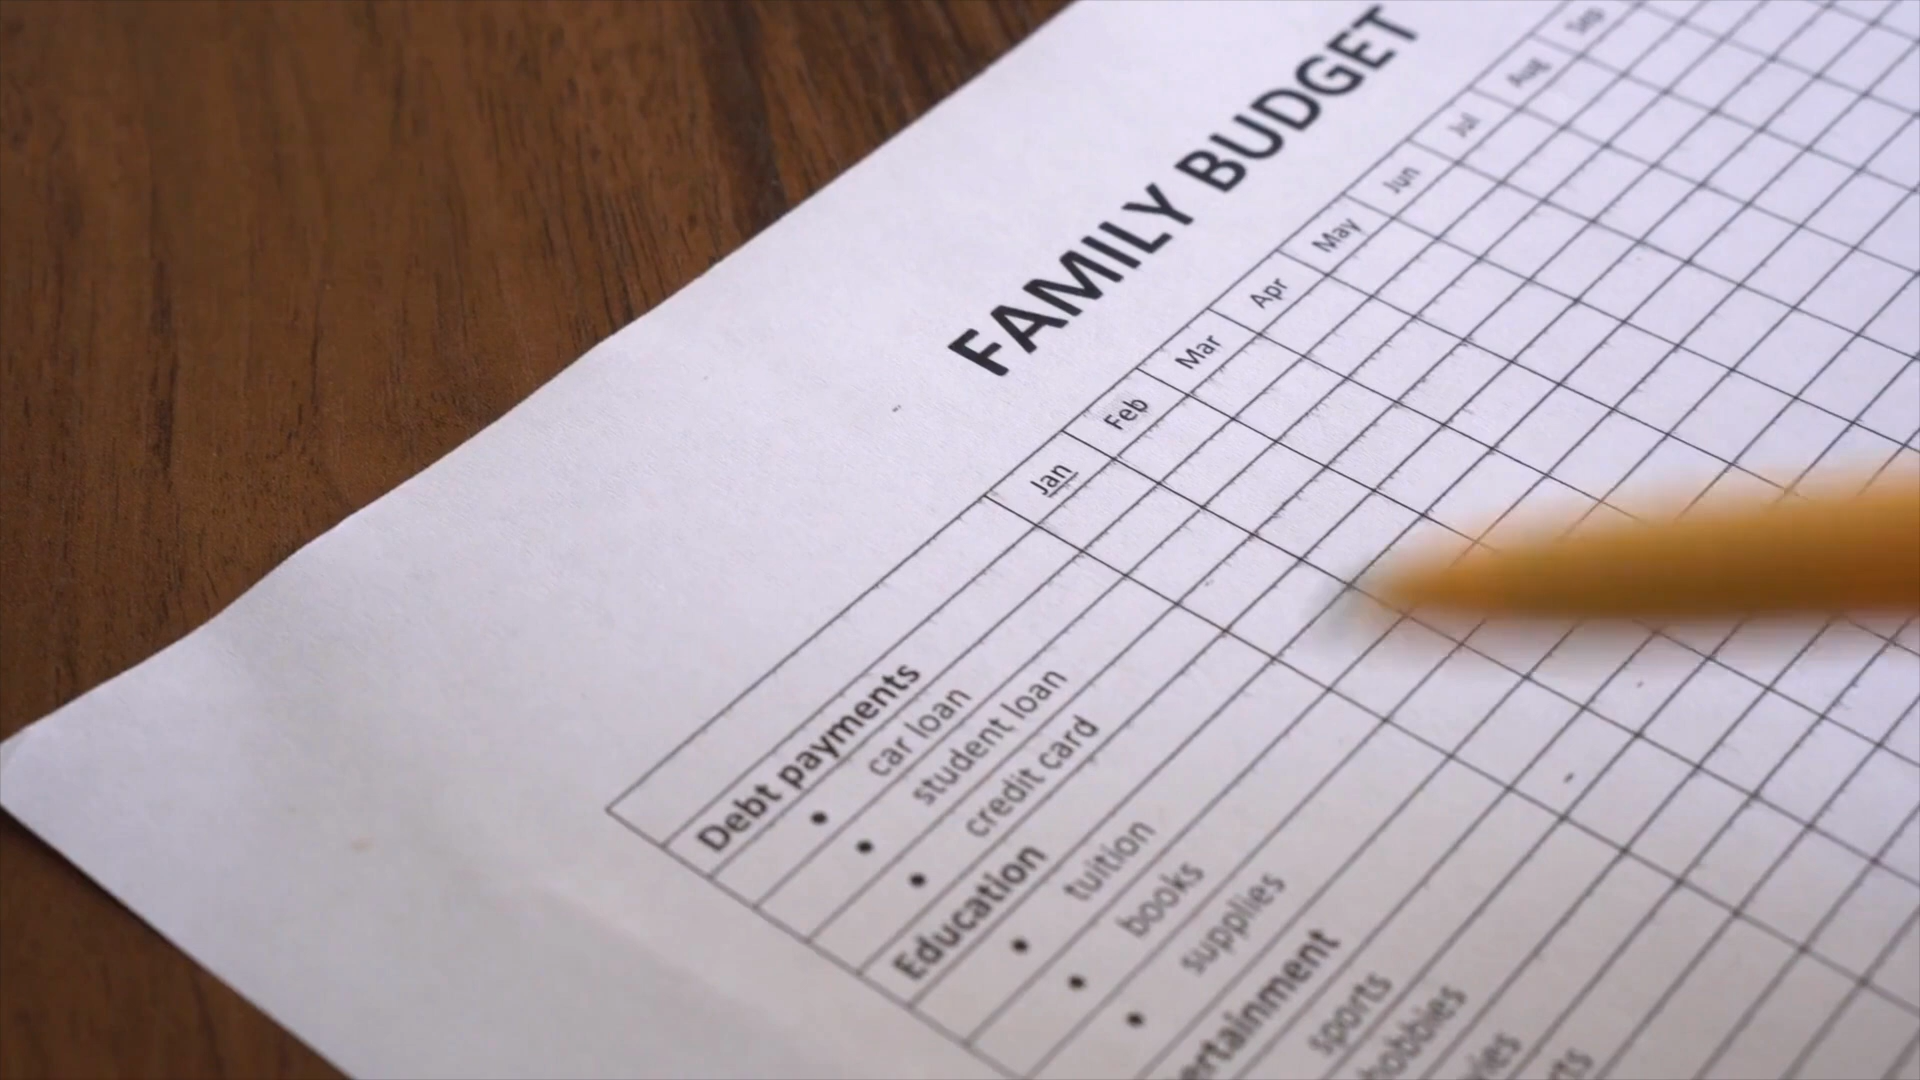 FAMILY BUDGET
Jan Feb Mar Apr May Jun Jul Aug Sep
Debt payments
• car loan
• student loan
• credit card
Education
• tuition
• books
• supplies
sports